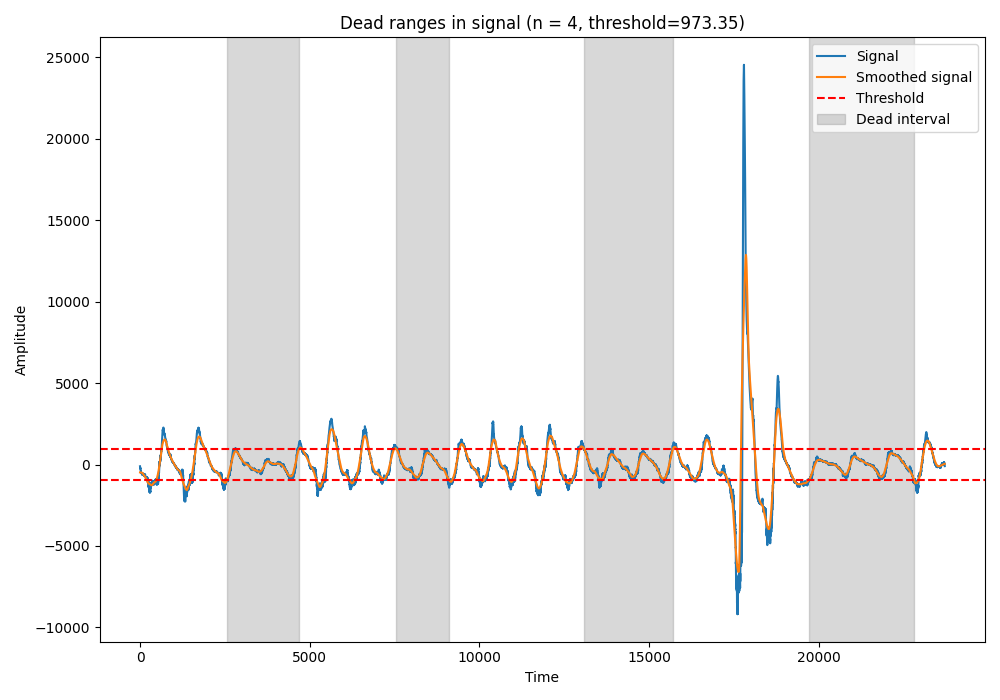 Dead ranges in signal (n = 4, threshold=973.35)
Signal
Smoothed signal
Threshold
Dead interval
25000
20000
15000
10000
5000
0
−5000
−10000
Amplitude
0
5000
10000
15000
20000
Time